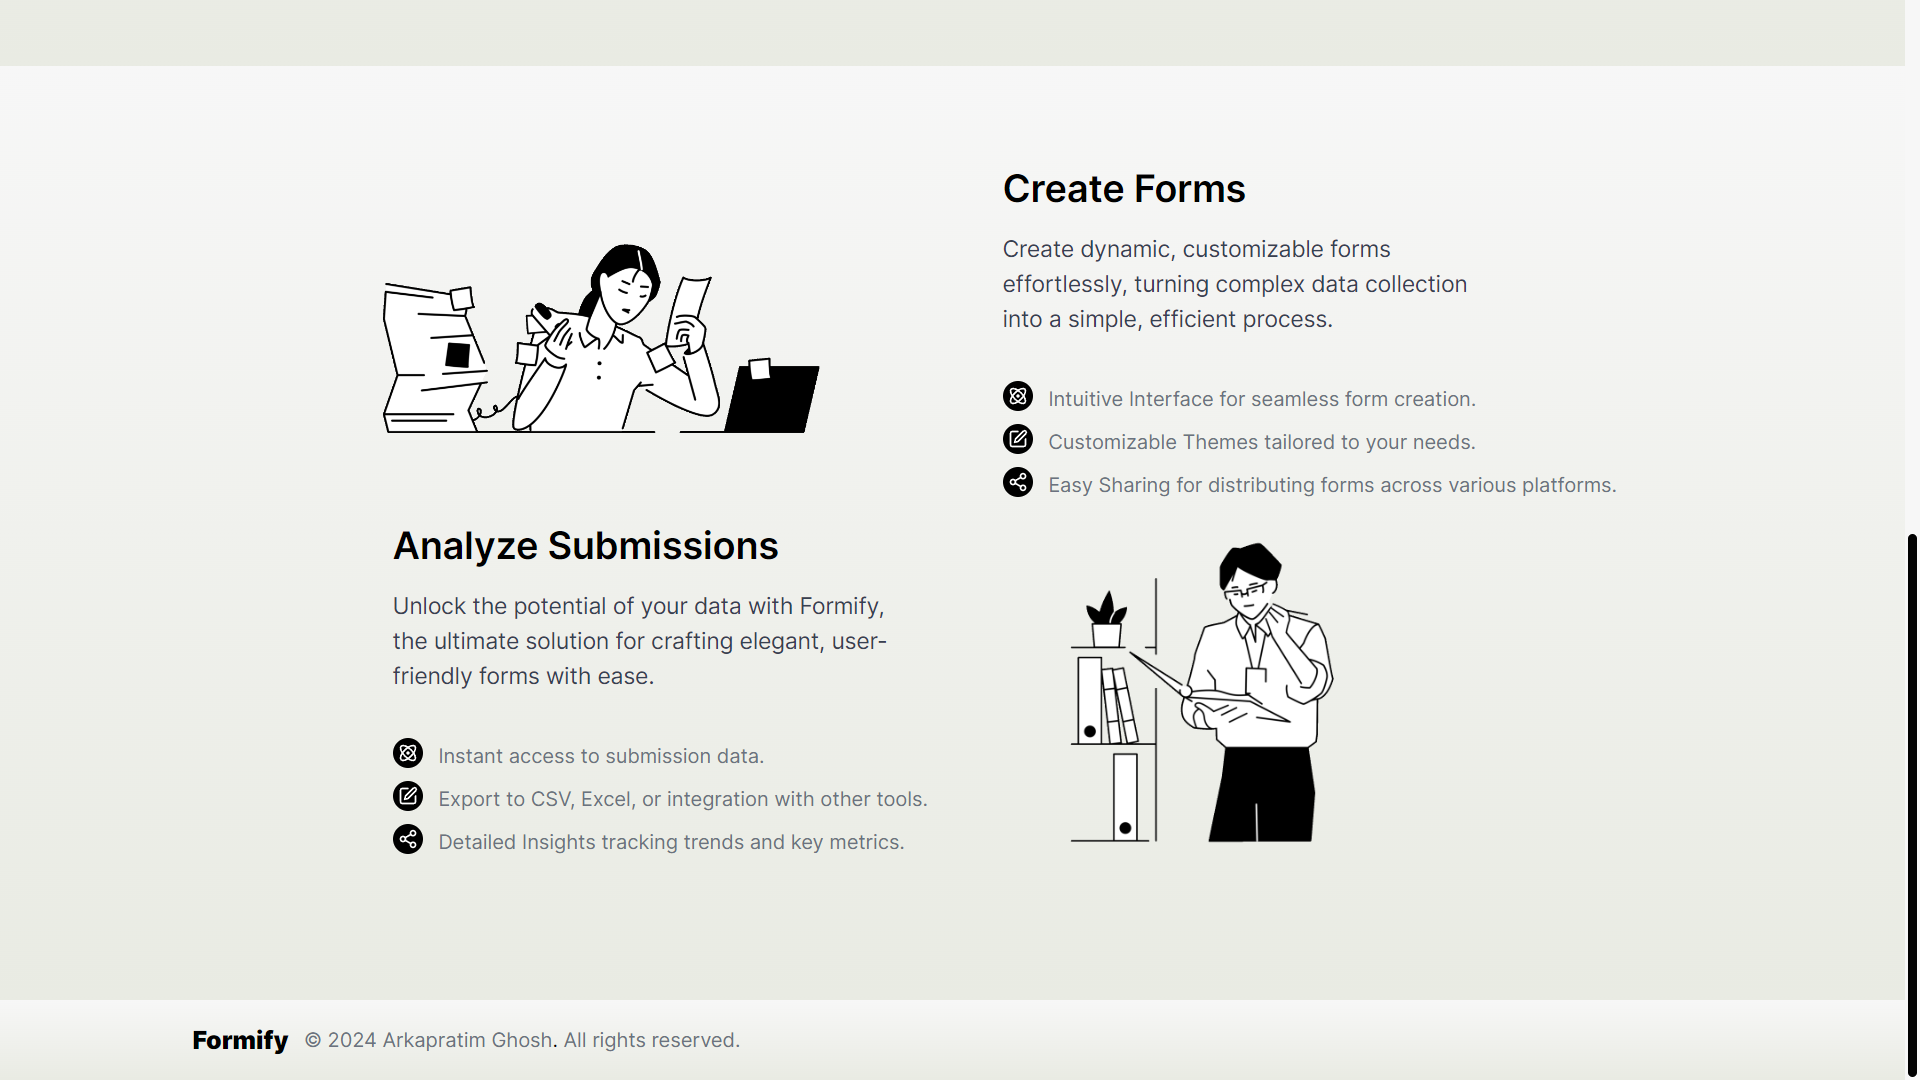 Create Forms
Create dynamic, customizable forms
effortlessly, turning complex data collection
into a simple, efficient process.
Intuitive Interface for seamless form creation.
Customizable Themes tailored to your needs.
Easy Sharing for distributing forms across various platforms.
Analyze Submissions
Unlock the potential of your data with Formify,
the ultimate solution for crafting elegant, user-
friendly forms with ease.
Instant access to submission data.
Export to CSV, Excel, or integration with other tools.
Detailed Insights tracking trends and key metrics.
Formify © 2024 Arkapratim Ghosh. All rights reserved.